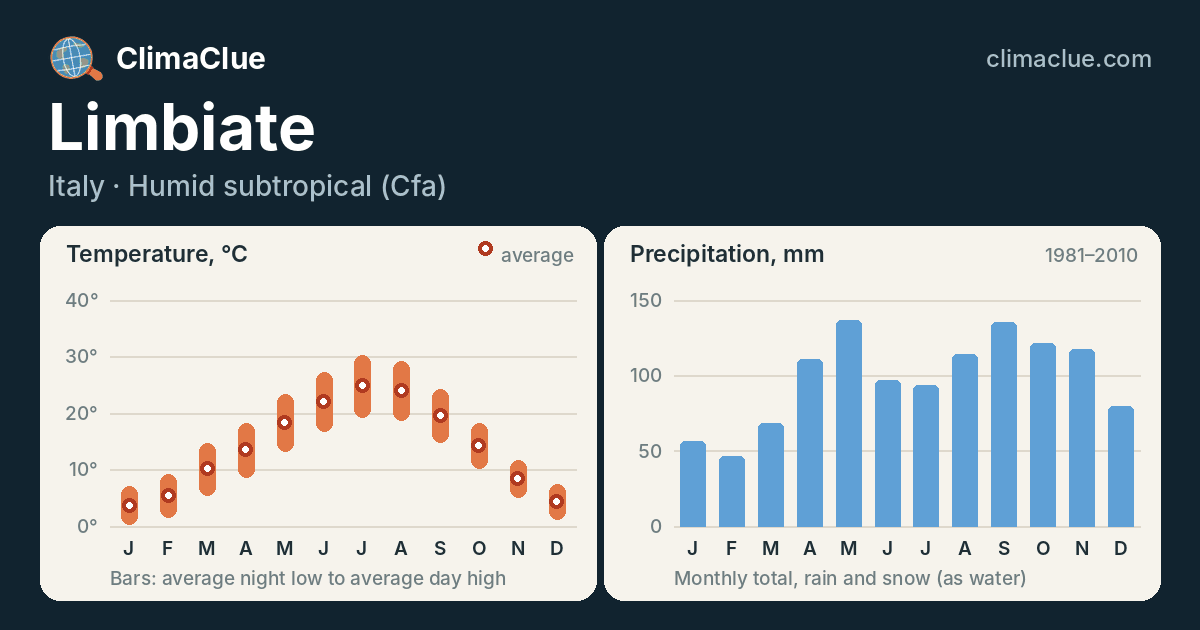 ClimaClue
climaclue.com
Limbiate
Italy · Humid subtropical (Cfa)
Temperature, °C
average
40°
30°
20°
10°
0°
J F M A M J J A S O N D
Bars: average night low to average day high
Precipitation, mm
1981–2010
150
100
50
0
J F M A M J J A S O N D
Monthly total, rain and snow (as water)